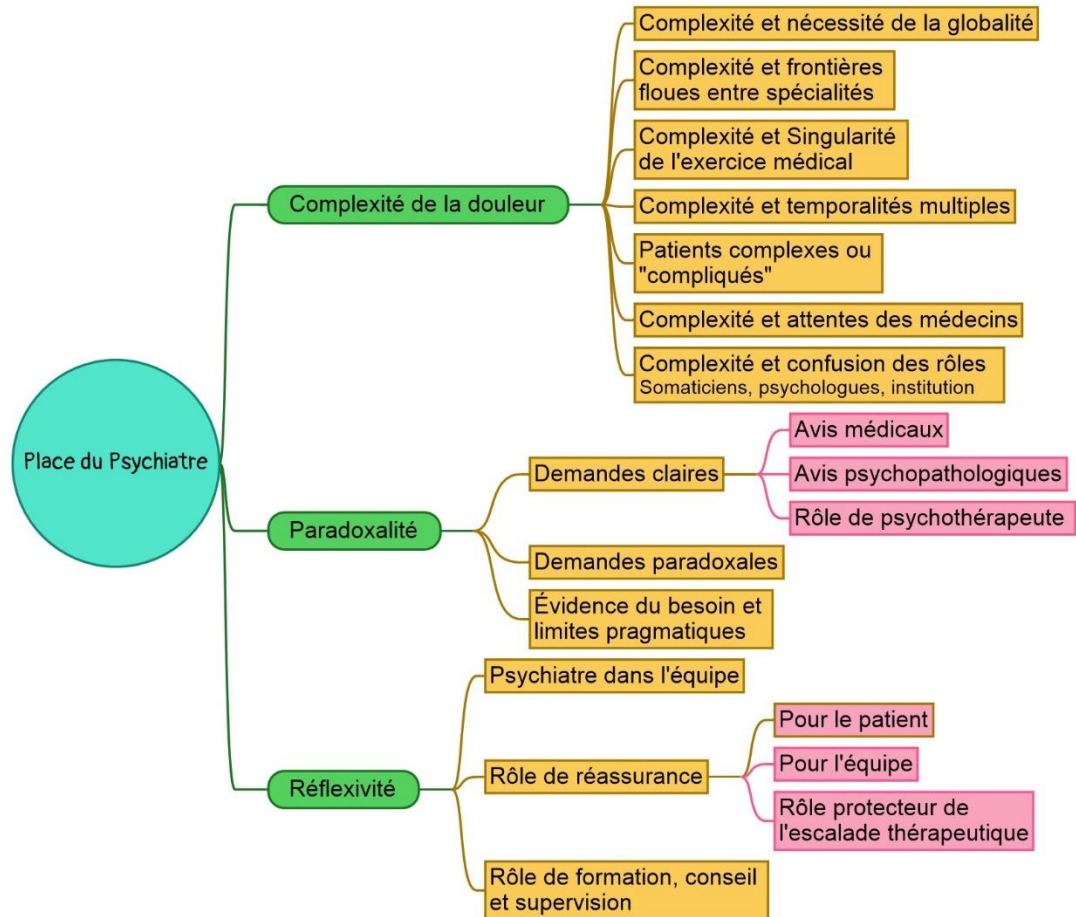 Place du Psychiatre
Complexité de la douleur
Complexité et nécessité de la globalité
Complexité et frontières
floues entre spécialités
Complexité et Singularité
de l'exercice médical
Complexité et temporalités multiples
Patients complexes ou
"compliqués"
Complexité et attentes des médecins
Complexité et confusion des rôles
Somaticiens, psychologues, institution
Paradoxalité
Demandes claires
Avis médicaux
Avis psychopathologiques
Rôle de psychothérapeute
Demandes paradoxales
Évidence du besoin et
limites pragmatiques
Réflexivité
Psychiatre dans l'équipe
Rôle de réassurance
Pour le patient
Pour l'équipe
Rôle protecteur de
l'escalade thérapeutique
Rôle de formation, conseil
et supervision